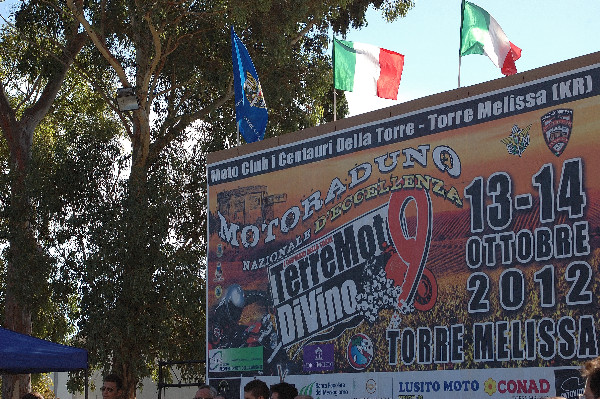 Moto Club i Centauri Della Torre - Torre Melissa (KR)
MOTORADUNO
NAZIONALE D'ECCELLENZA
9
TerreMot
DiVino
13-14
OTTOBRE
2012
TORRE MELISSA
LUSITO MOTO
CONAD